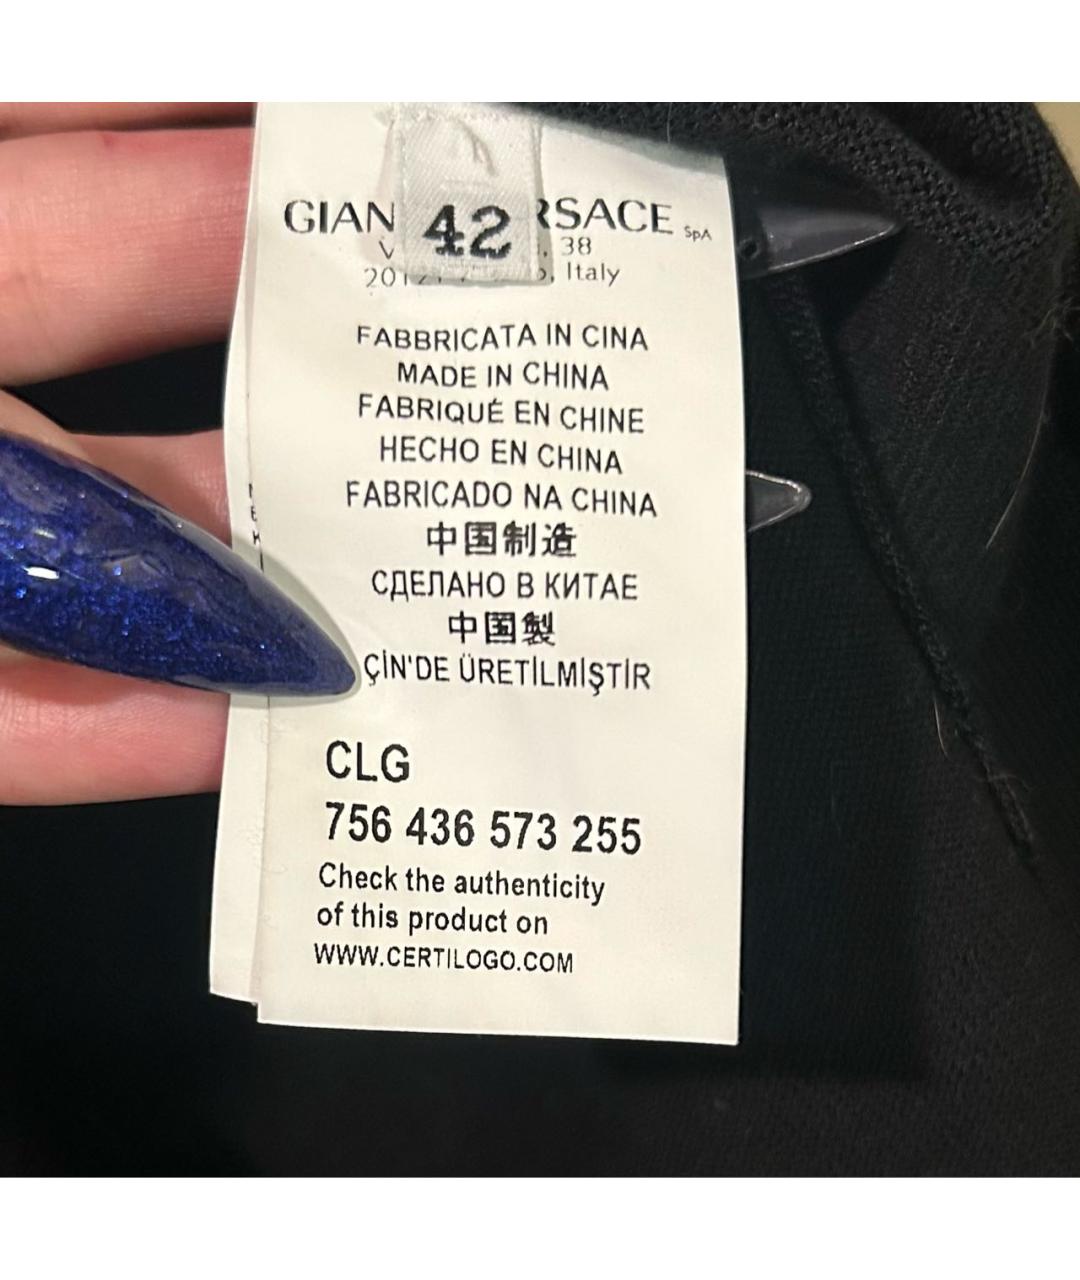 GIAN RSACE SpA
42
V 38
Italy
FABBRICATA IN CINA
MADE IN CHINA
FABRIQUÉ EN CHINE
HECHO EN CHINA
FABRICADO NA CHINA
中国制造
СДЕЛАНО В КИТАЕ
中国製
ÇİN'DE ÜRETİLMİŞTİR
CLG
756 436 573 255
Check the authenticity
of this product on
WWW.CERTILOGO.COM